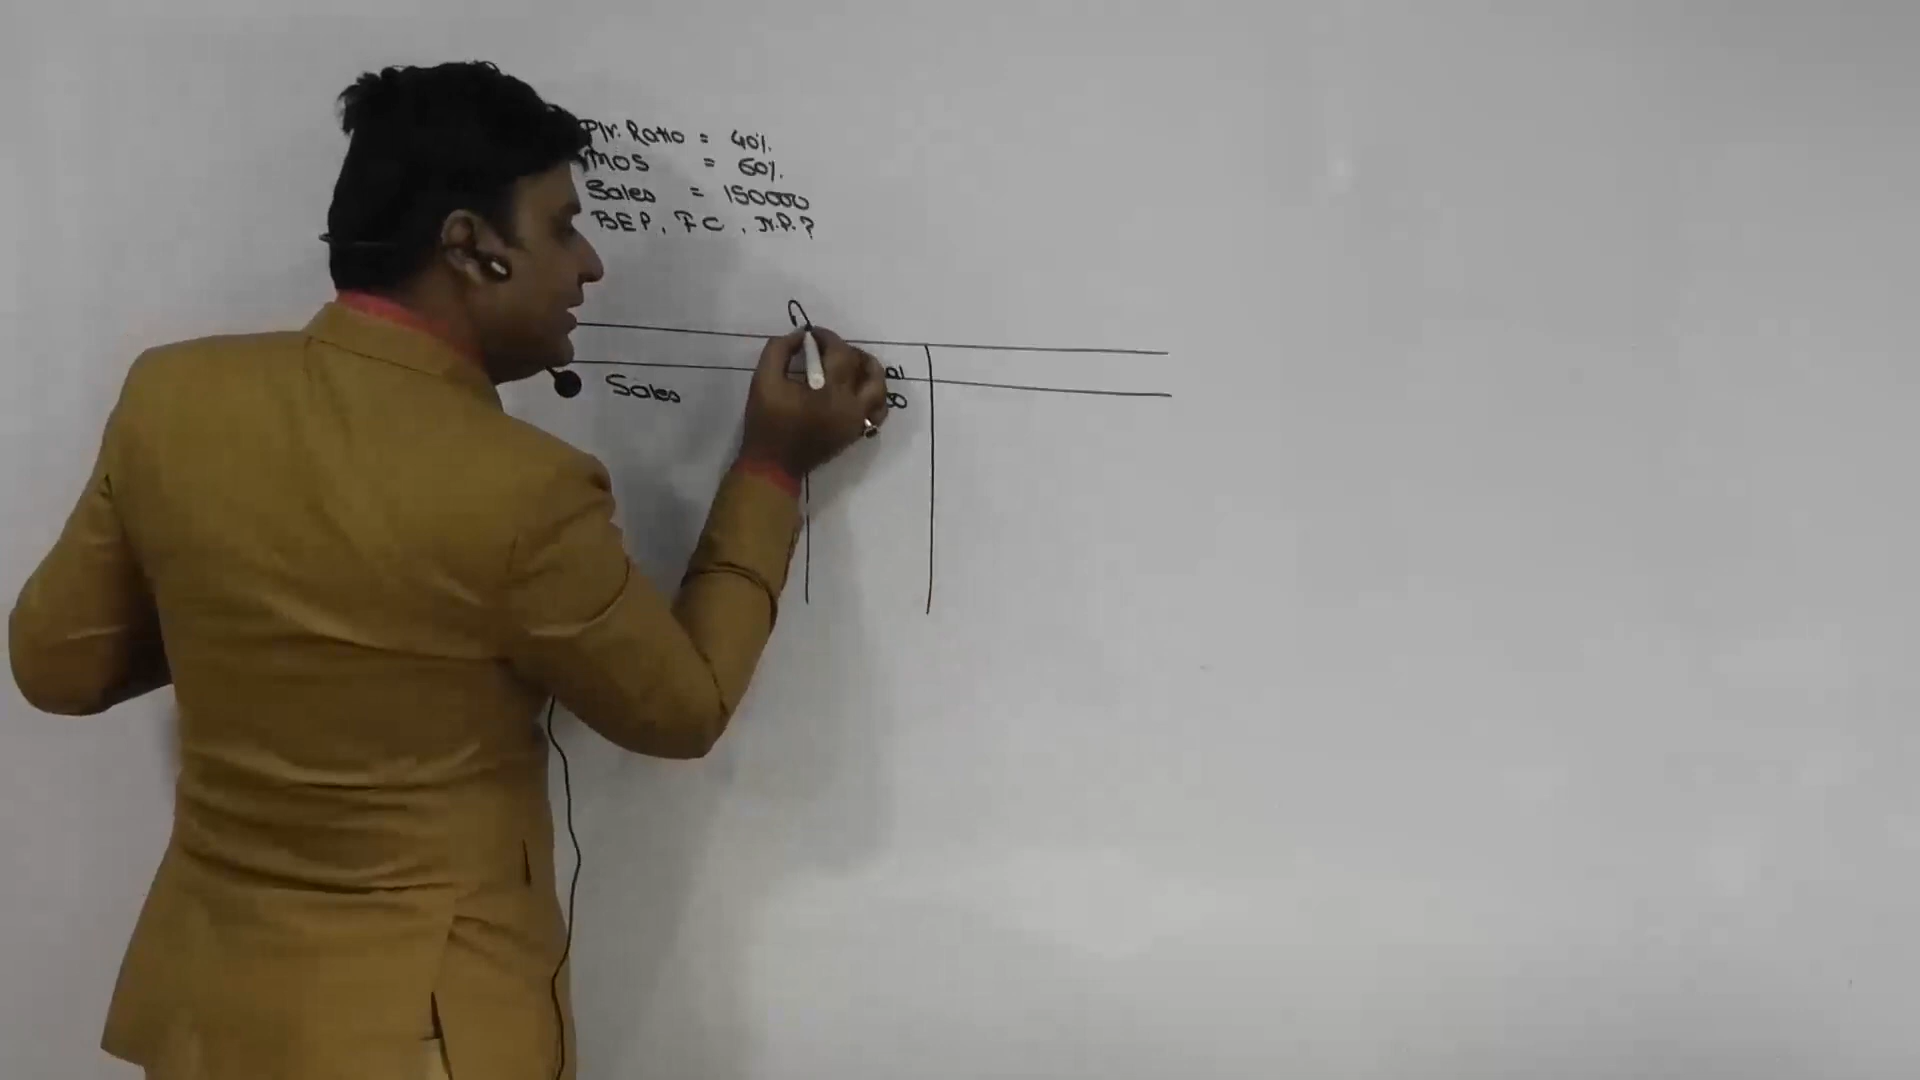 P/V. Ratio = 40%.
MOS = 60%.
Sales = 150000
BEP, FC, N.P.?
Sales